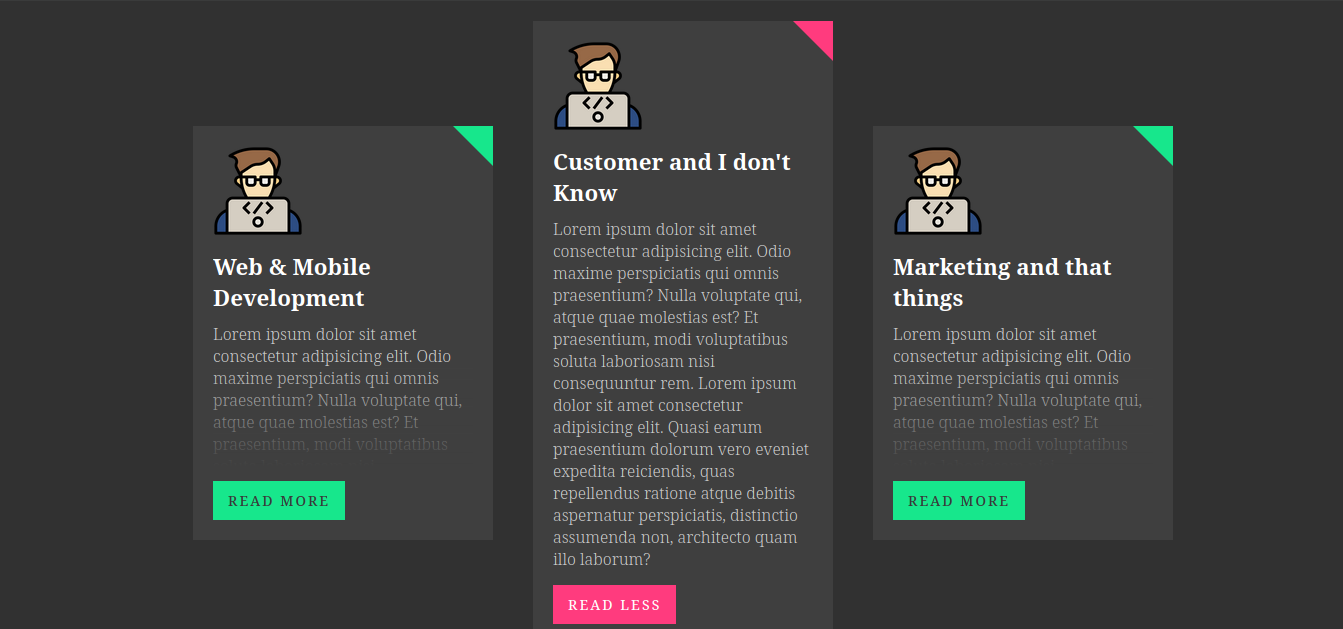 </>
Web & Mobile
Development
Lorem ipsum dolor sit amet
consectetur adipisicing elit. Odio
maxime perspiciatis qui omnis
praesentium? Nulla voluptate qui,
atque quae molestias est? Et
praesentium, modi voluptatibus
READ MORE
</>
Customer and I don't
Know
Lorem ipsum dolor sit amet
consectetur adipisicing elit. Odio
maxime perspiciatis qui omnis
praesentium? Nulla voluptate qui,
atque quae molestias est? Et
praesentium, modi voluptatibus
soluta laboriosam nisi
consequuntur rem. Lorem ipsum
dolor sit amet consectetur
adipisicing elit. Quasi earum
praesentium dolorum vero eveniet
expedita reiciendis, quas
repellendus ratione atque debitis
aspernatur perspiciatis, distinctio
assumenda non, architecto quam
illo laborum?
READ LESS
</>
Marketing and that
things
Lorem ipsum dolor sit amet
consectetur adipisicing elit. Odio
maxime perspiciatis qui omnis
praesentium? Nulla voluptate qui,
atque quae molestias est? Et
praesentium, modi voluptatibus
READ MORE